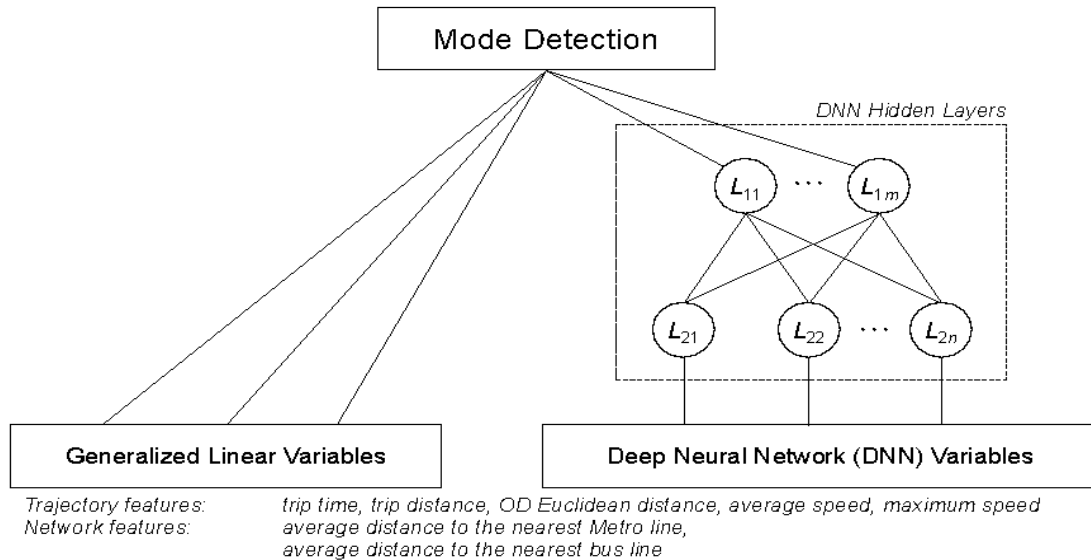 Mode Detection
DNN Hidden Layers
L11 ... L1m
L21 L22 ... L2n
Generalized Linear Variables
Deep Neural Network (DNN) Variables
Trajectory features: trip time, trip distance, OD Euclidean distance, average speed, maximum speed
Network features: average distance to the nearest Metro line,
average distance to the nearest bus line